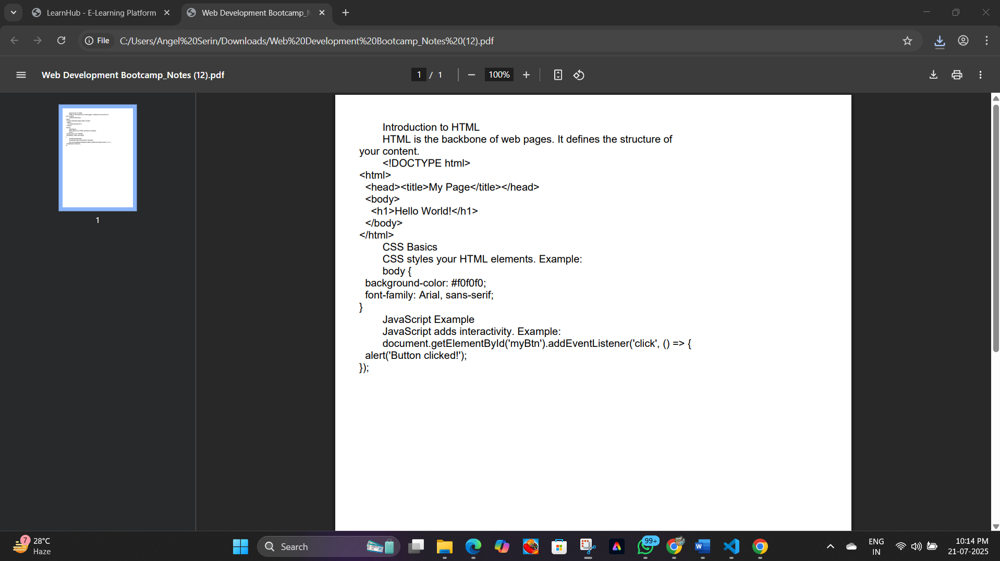 LearnHub - E-Learning Platform
Web Development Bootcamp_N
File
C:/Users/Angel%20Serin/Downloads/Web%20Development%20Bootcamp_Notes%20(12).pdf
Web Development Bootcamp_Notes (12).pdf
1 / 1
100%
1
Introduction to HTML
HTML is the backbone of web pages. It defines the structure of
your content.
<!DOCTYPE html>
<html>
<head><title>My Page</title></head>
<body>
<h1>Hello World!</h1>
</body>
</html>
CSS Basics
CSS styles your HTML elements. Example:
body {
background-color: #f0f0f0;
font-family: Arial, sans-serif;
}
JavaScript Example
JavaScript adds interactivity. Example:
document.getElementById('myBtn').addEventListener('click', () => {
alert('Button clicked!');
});
7
28°C
Haze
Search
99+
ENG
IN
10:14 PM
21-07-2025